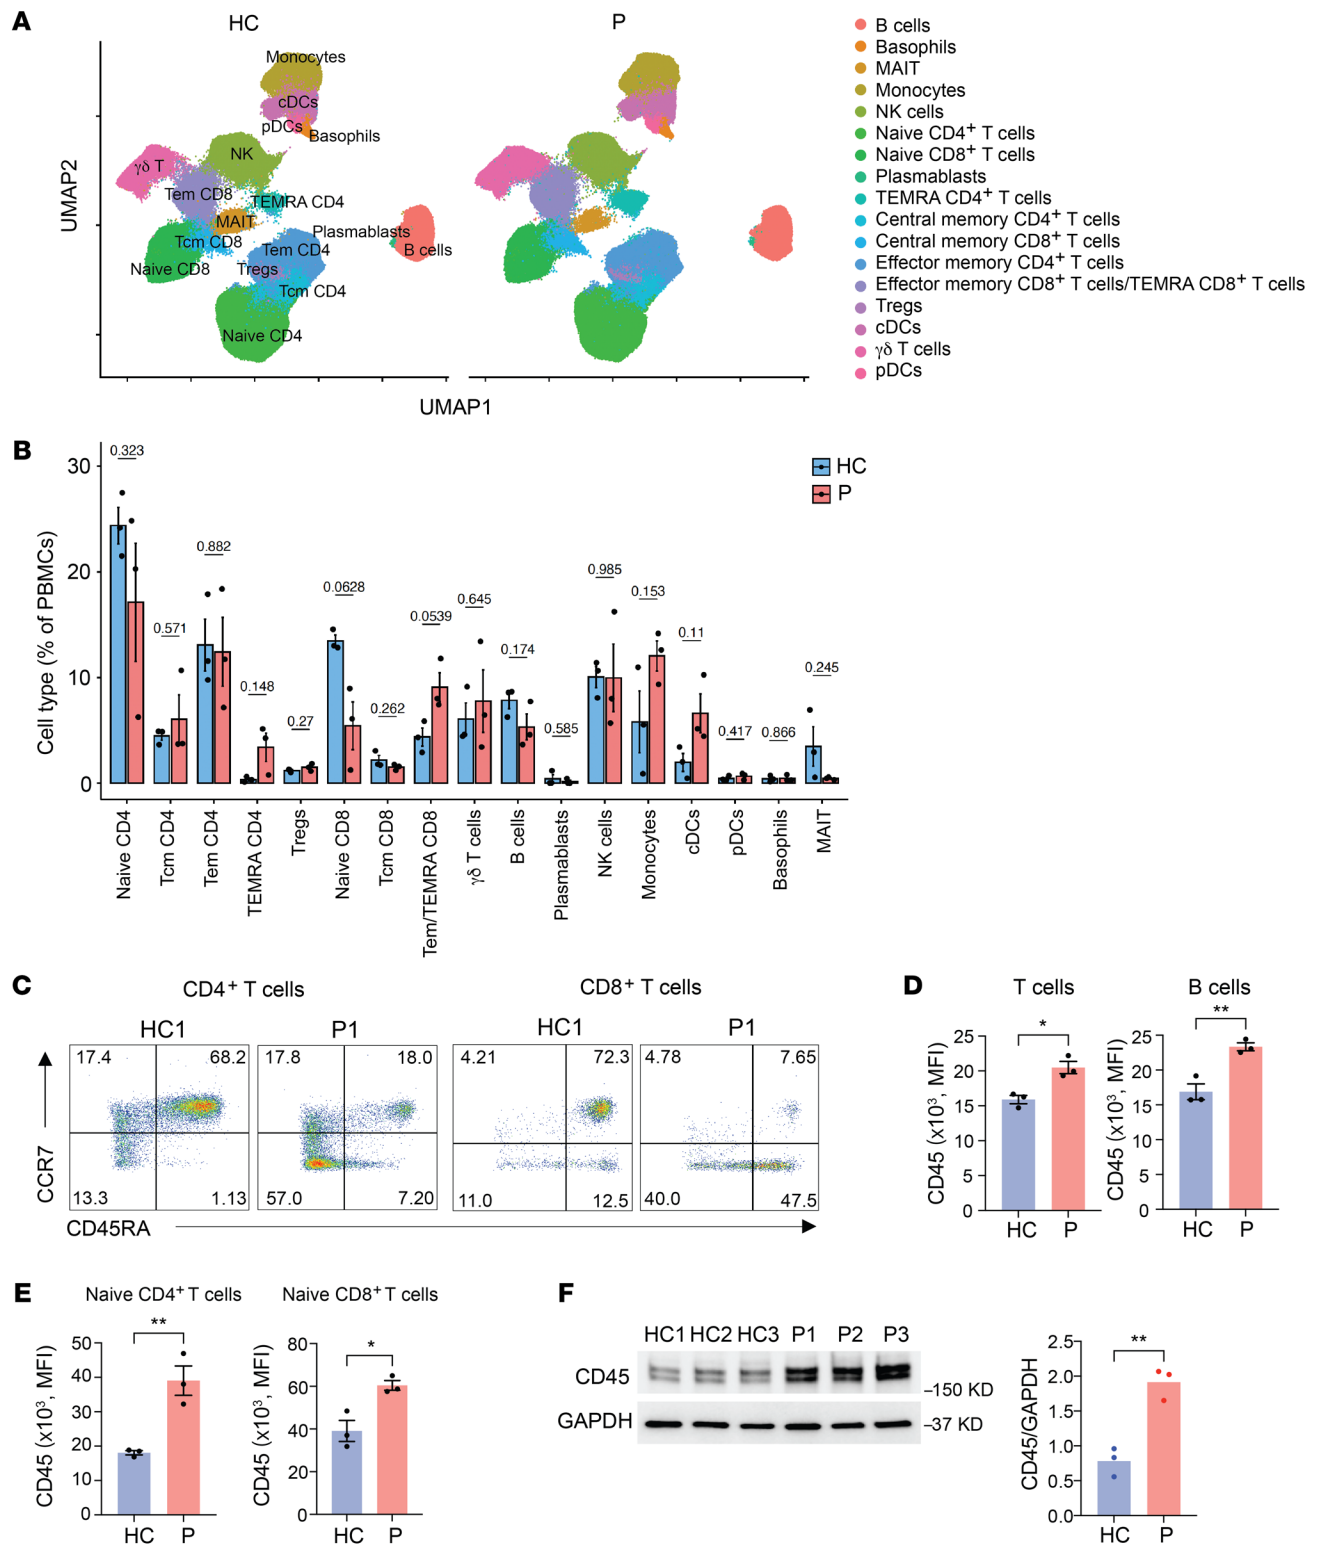 A
HC
P
Monocytes
cDCs
pDCs
Basophils
NK
γδ T
Tem CD8
TEMRA CD4
MAIT
Plasmablasts
Tcm CD8
Tem CD4
B cells
Naive CD8
Tregs
Tcm CD4
Naive CD4
UMAP2
UMAP1
B cells
Basophils
MAIT
Monocytes
NK cells
Naive CD4+ T cells
Naive CD8+ T cells
Plasmablasts
TEMRA CD4+ T cells
Central memory CD4+ T cells
Central memory CD8+ T cells
Effector memory CD4+ T cells
Effector memory CD8+ T cells/TEMRA CD8+ T cells
Tregs
cDCs
γδ T cells
pDCs
B
Cell type (% of PBMCs)
30
20
10
0
0.323
0.571
0.882
0.148
0.27
0.0628
0.262
0.0539
0.645
0.174
0.585
0.985
0.153
0.11
0.417
0.866
0.245
HC
P
Naive CD4
Tcm CD4
Tem CD4
TEMRA CD4
Tregs
Naive CD8
Tcm CD8
Tem/TEMRA CD8
γδ T cells
B cells
Plasmablasts
NK cells
Monocytes
cDCs
pDCs
Basophils
MAIT
C
CD4+ T cells
CD8+ T cells
HC1
P1
HC1
P1
17.4
68.2
13.3
1.13
17.8
18.0
57.0
7.20
4.21
72.3
11.0
12.5
4.78
7.65
40.0
47.5
CCR7
CD45RA
D
T cells
CD45 (x10³, MFI)
25
20
15
10
5
0
*
HC
P
B cells
CD45 (x10³, MFI)
25
20
15
10
5
0
**
HC
P
E
Naive CD4+ T cells
CD45 (x10³, MFI)
50
40
30
20
10
0
**
HC
P
Naive CD8+ T cells
CD45 (x10³, MFI)
80
60
40
20
0
*
HC
P
F
HC1 HC2 HC3 P1 P2 P3
CD45
–150 KD
GAPDH
–37 KD
CD45/GAPDH
2.5
2.0
1.5
1.0
0.5
0.0
**
HC
P